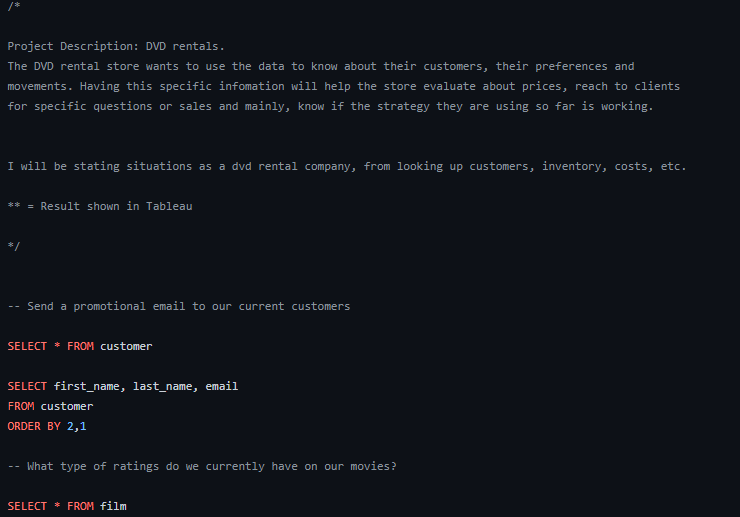 /*
Project Description: DVD rentals.
The DVD rental store wants to use the data to know about their customers, their preferences and
movements. Having this specific infomation will help the store evaluate about prices, reach to clients
for specific questions or sales and mainly, know if the strategy they are using so far is working.
I will be stating situations as a dvd rental company, from looking up customers, inventory, costs, etc.
** = Result shown in Tableau
*/
-- Send a promotional email to our current customers
SELECT * FROM customer
SELECT first_name, last_name, email
FROM customer
ORDER BY 2,1
-- What type of ratings do we currently have on our movies?
SELECT * FROM film